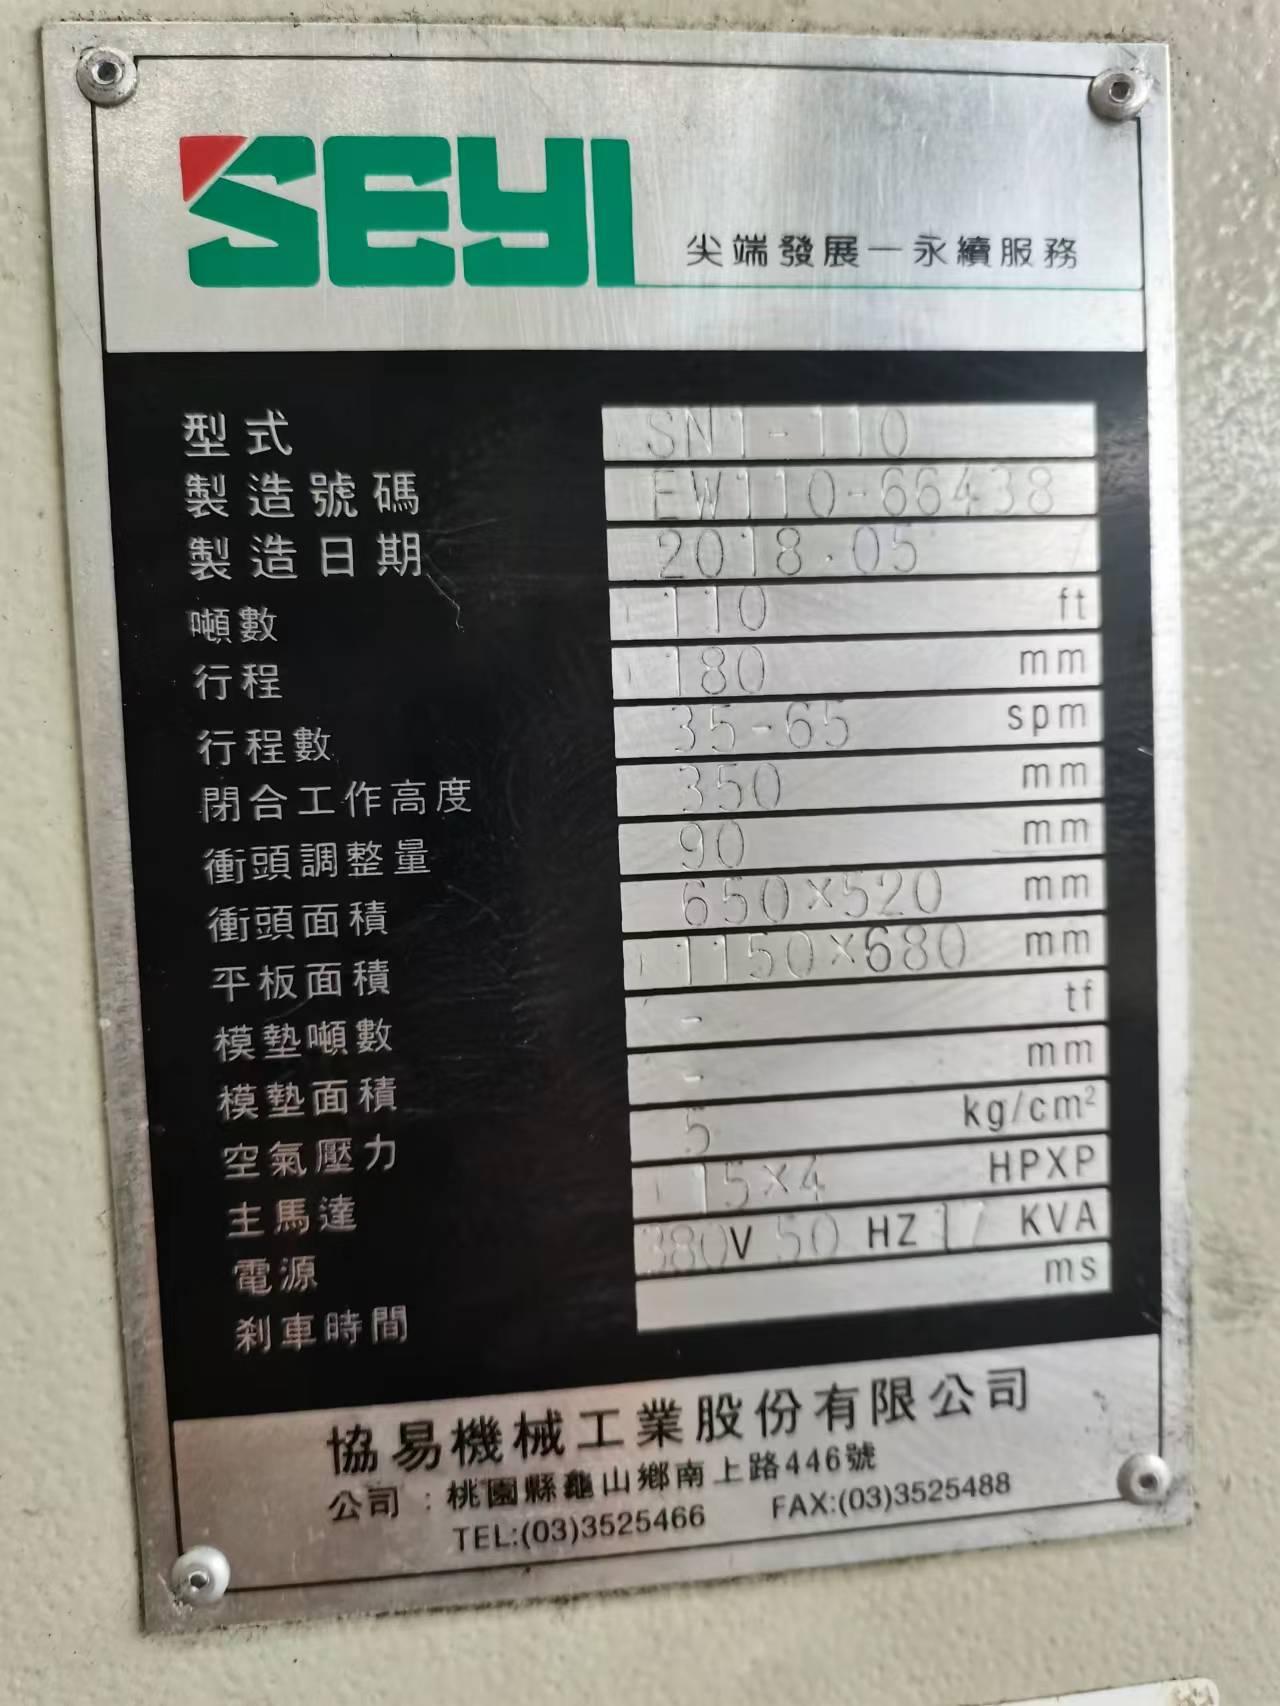 SEYI
尖端發展一永續服務
型式 SN1-110
製造號碼 EW110-66438
製造日期 2018.05
噸數 110 ft
行程 180 mm
行程數 35-65 spm
閉合工作高度 350 mm
衝頭調整量 90 mm
衝頭面積 650×520 mm
平板面積 1150×680 mm
模墊噸數 - tf
模墊面積 - mm
空氣壓力 5 kg/cm²
主馬達 15×4 HPXP
電源 380V 50 HZ 17 KVA
剎車時間 ms
協易機械工業股份有限公司
公司：桃園縣龜山鄉南上路446號
TEL:(03)3525466 FAX:(03)3525488